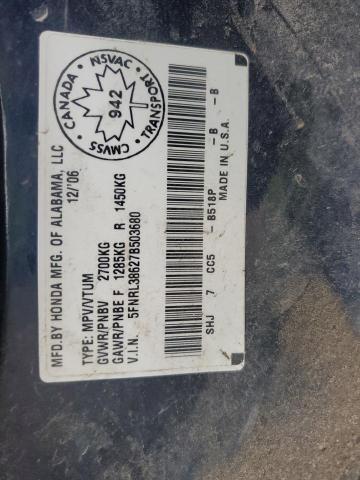 MFD.BY HONDA MFG. OF ALABAMA, LLC
12/'06
TYPE: MPV/VTUM
GVWR/PNBV 2700KG
GAWR/PNBE F 1285KG R 1450KG
V.I.N. 5FNRL38627B503680
CANADA
NSVAC
TRANSPORT
CMVSS
942
SHJ 7 CC5 - B518P - B - B
MADE IN U.S.A.